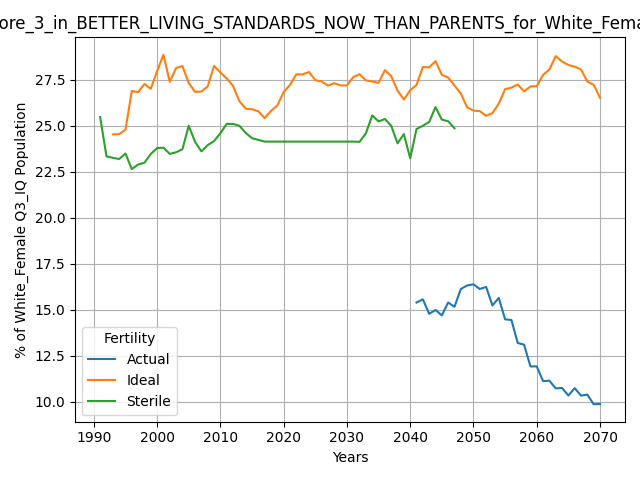 ore_3_in_BETTER_LIVING_STANDARDS_NOW_THAN_PARENTS_for_White_Fema
% of White_Female Q3_IQ Population
27.5
25.0
22.5
20.0
17.5
15.0
12.5
10.0
Fertility
Actual
Ideal
Sterile
1990 2000 2010 2020 2030 2040 2050 2060 2070
Years